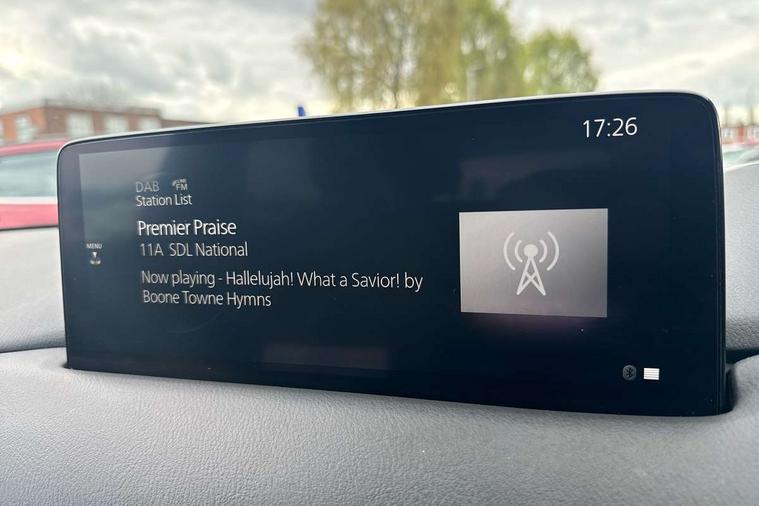 17:26
DAB FM
Station List
Premier Praise
MENU
11A SDL National
Now playing - Hallelujah! What a Savior! by
Boone Towne Hymns